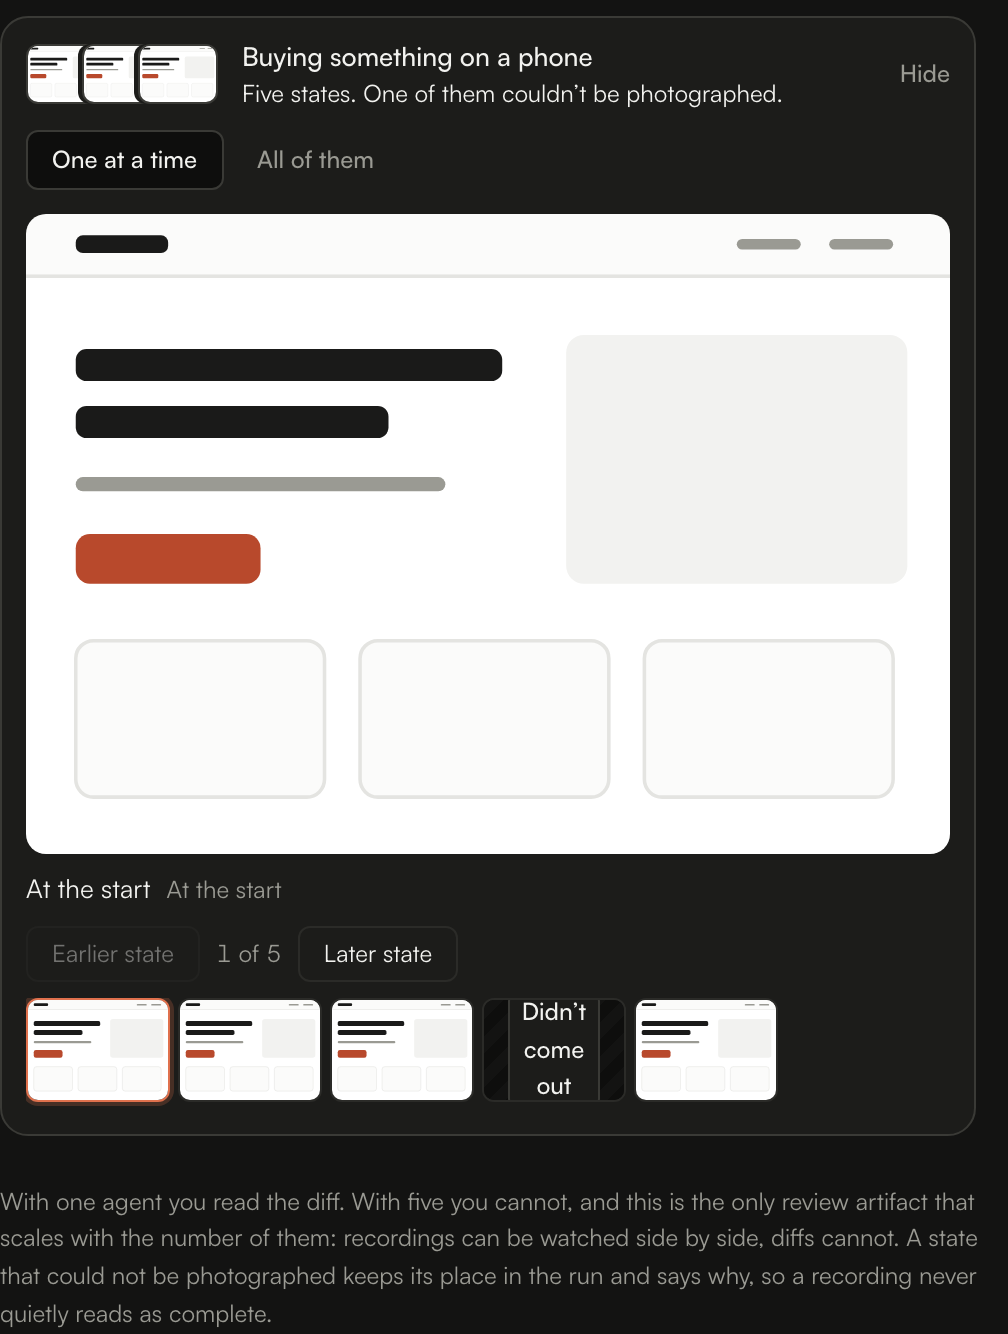 Buying something on a phone
Five states. One of them couldn’t be photographed.
Hide
One at a time
All of them
At the start At the start
Earlier state
1 of 5
Later state
Didn’t
come
out
With one agent you read the diff. With five you cannot, and this is the only review artifact that
scales with the number of them: recordings can be watched side by side, diffs cannot. A state
that could not be photographed keeps its place in the run and says why, so a recording never
quietly reads as complete.